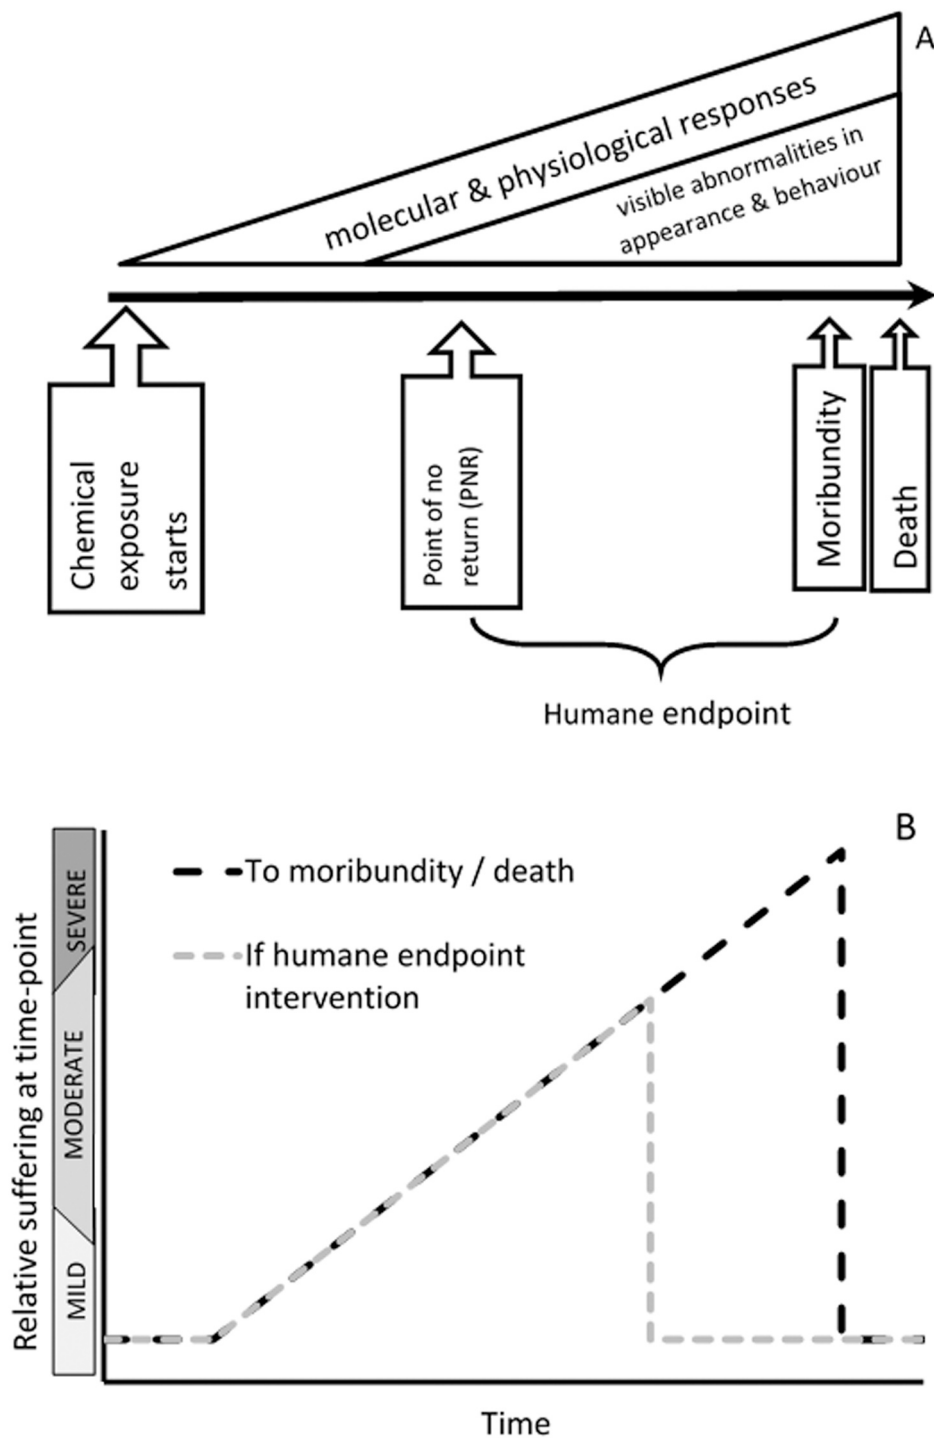 A
molecular & physiological responses
visible abnormalities in
appearance & behaviour
Chemical
exposure
starts
Point of no
return (PNR)
Moribundity
Death
Humane endpoint
B
To moribundity / death
If humane endpoint
intervention
Relative suffering at time-point
SEVERE
MODERATE
MILD
Time